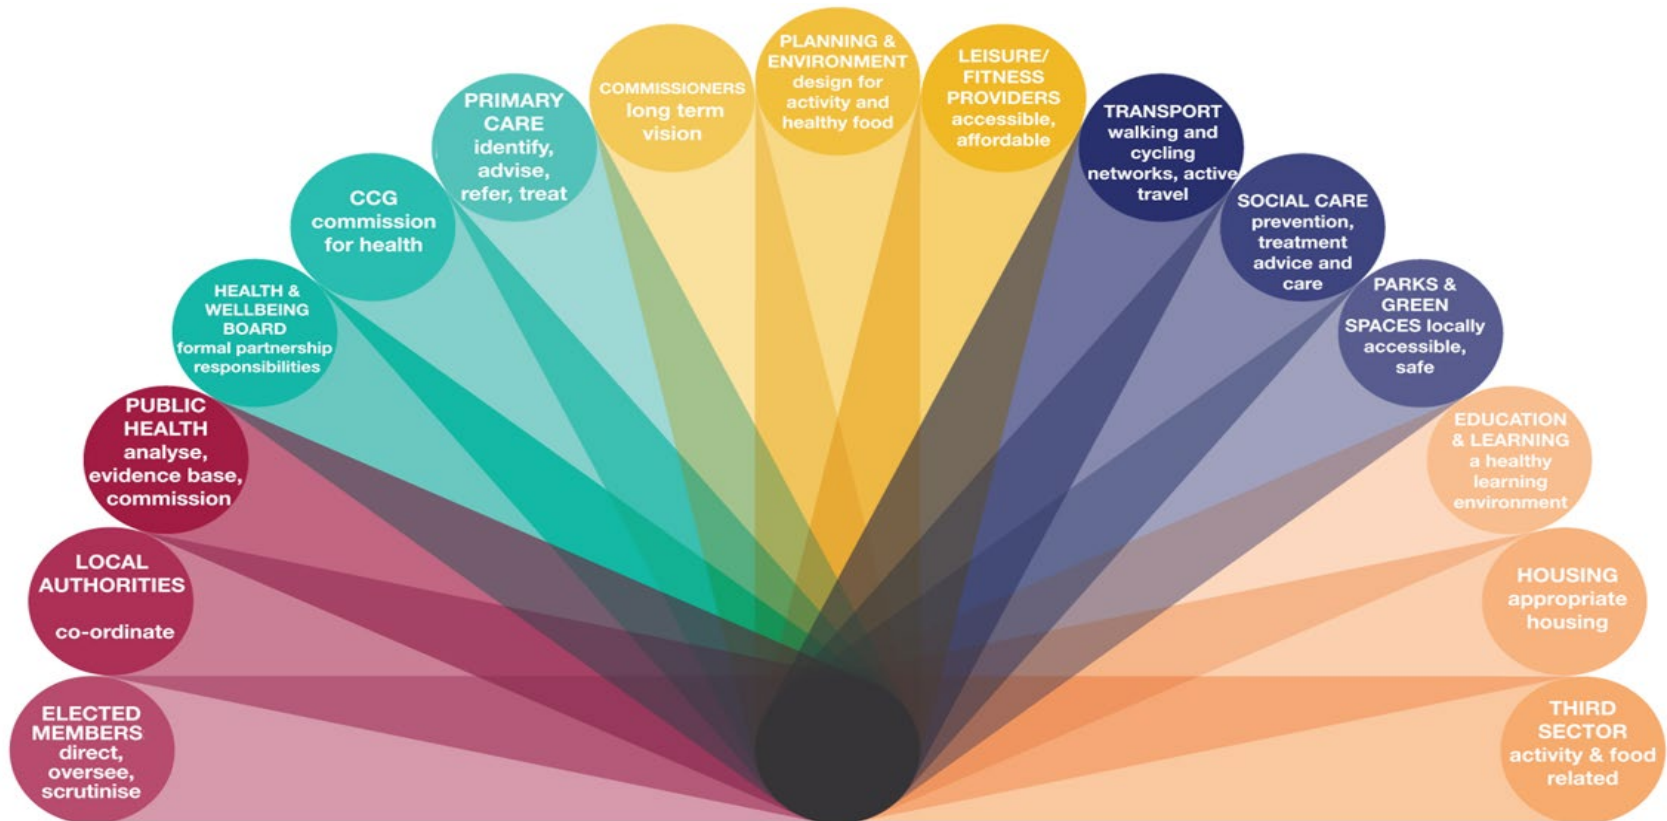 ELECTED
MEMBERS
direct,
oversee,
scrutinise
LOCAL
AUTHORITIES
co-ordinate
PUBLIC
HEALTH
analyse,
evidence base,
commission
HEALTH &
WELLBEING
BOARD
formal partnership
responsibilities
CCG
commission
for health
PRIMARY
CARE
identify,
advise,
refer, treat
COMMISSIONERS
long term
vision
PLANNING &
ENVIRONMENT
design for
activity and
healthy food
LEISURE/
FITNESS
PROVIDERS
accessible,
affordable
TRANSPORT
walking and
cycling
networks, active
travel
SOCIAL CARE
prevention,
treatment
advice and
care
PARKS &
GREEN
SPACES locally
accessible,
safe
EDUCATION
& LEARNING
a healthy
learning
environment
HOUSING
appropriate
housing
THIRD
SECTOR
activity & food
related